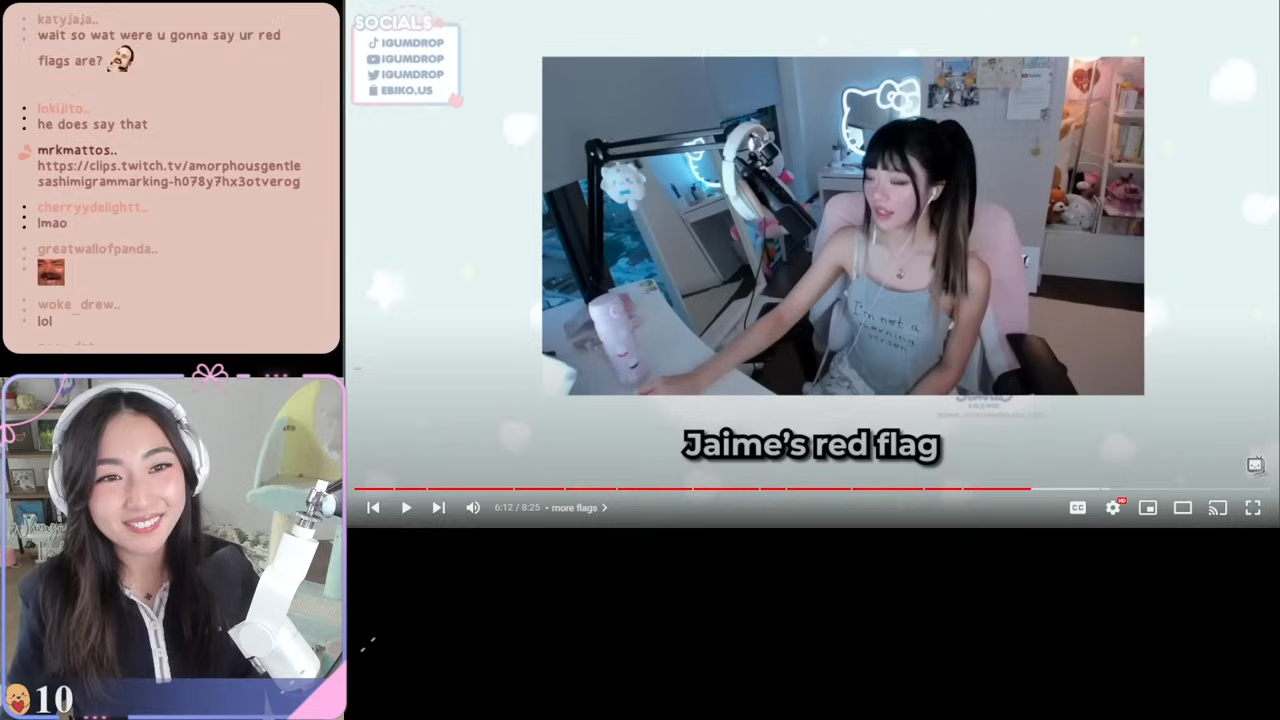 katyjaja..
wait so wat were u gonna say ur red
flags are?
lokijito..
he does say that
mrkmattos..
https://clips.twitch.tv/amorphousgentle
sashimigrammarking-h078y7hx3otverog
cherryydelightt..
lmao
greatwallofpanda..
woke_drew..
lol
10
SOCIALS
IGUMDROP
IGUMDROP
IGUMDROP
EBIKO.US
I'm not a
morning
person
Jaime's red flag
6:12 / 8:25 • more flags >
CC
HD